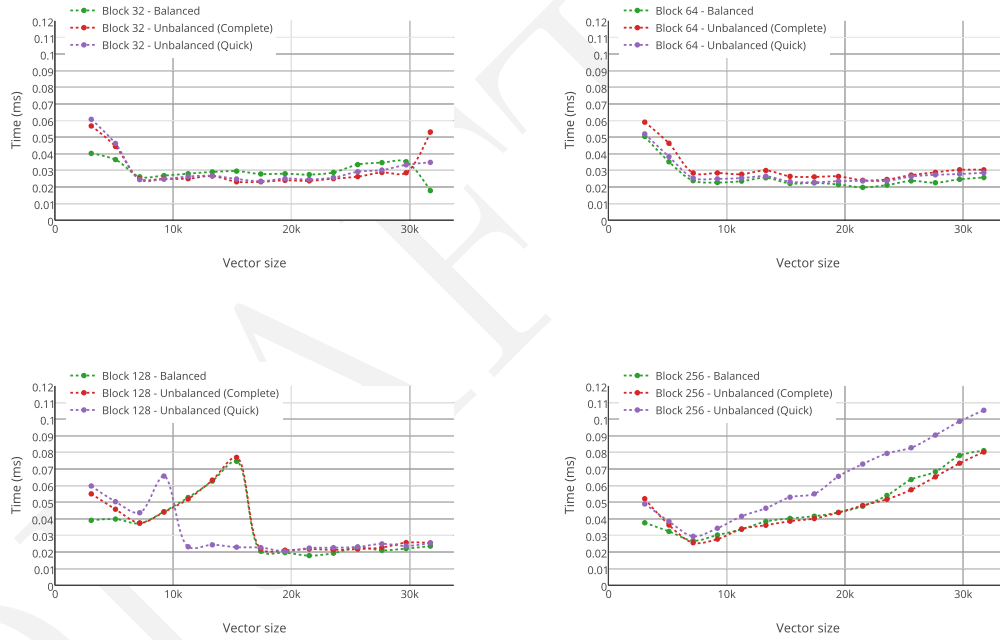 Block 32 - Balanced
Block 32 - Unbalanced (Complete)
Block 32 - Unbalanced (Quick)
0.12
0.11
0.1
0.09
0.08
0.07
0.06
0.05
0.04
0.03
0.02
0.01
0
Time (ms)
0 10k 20k 30k
Vector size
Block 64 - Balanced
Block 64 - Unbalanced (Complete)
Block 64 - Unbalanced (Quick)
0.12
0.11
0.1
0.09
0.08
0.07
0.06
0.05
0.04
0.03
0.02
0.01
0
Time (ms)
0 10k 20k 30k
Vector size
Block 128 - Balanced
Block 128 - Unbalanced (Complete)
Block 128 - Unbalanced (Quick)
0.12
0.11
0.1
0.09
0.08
0.07
0.06
0.05
0.04
0.03
0.02
0.01
0
Time (ms)
0 10k 20k 30k
Vector size
Block 256 - Balanced
Block 256 - Unbalanced (Complete)
Block 256 - Unbalanced (Quick)
0.12
0.11
0.1
0.09
0.08
0.07
0.06
0.05
0.04
0.03
0.02
0.01
0
Time (ms)
0 10k 20k 30k
Vector size